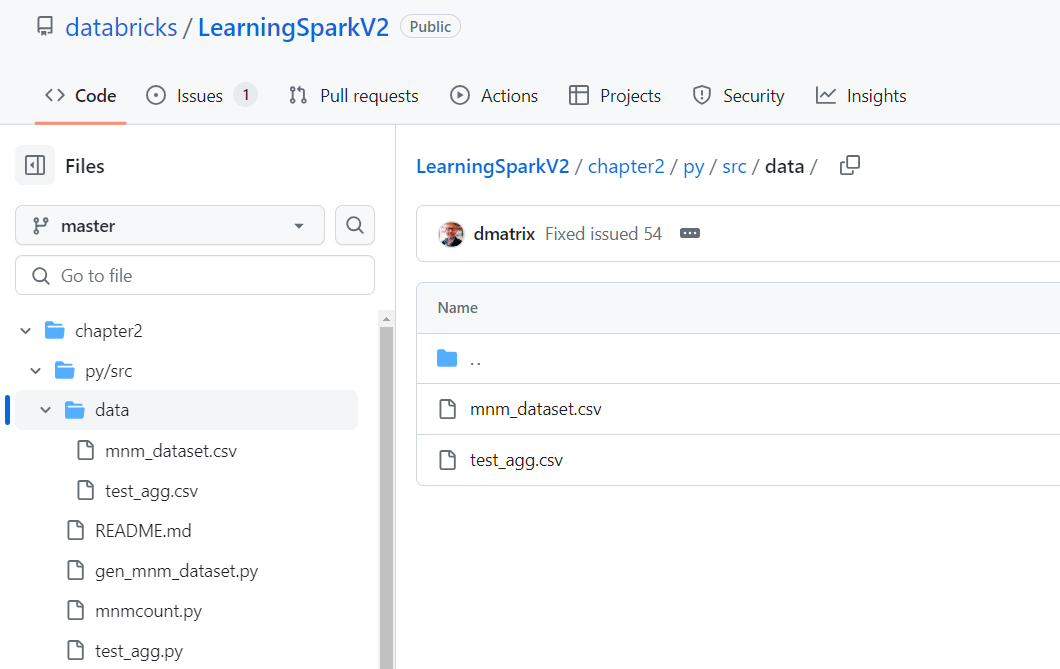 databricks / LearningSparkV2 Public
Code Issues 1 Pull requests Actions Projects Security Insights
Files
master
Go to file
chapter2
py/src
data
mnm_dataset.csv
test_agg.csv
README.md
gen_mnm_dataset.py
mnmcount.py
test_agg.py
LearningSparkV2 / chapter2 / py / src / data /
dmatrix Fixed issued 54
Name
..
mnm_dataset.csv
test_agg.csv